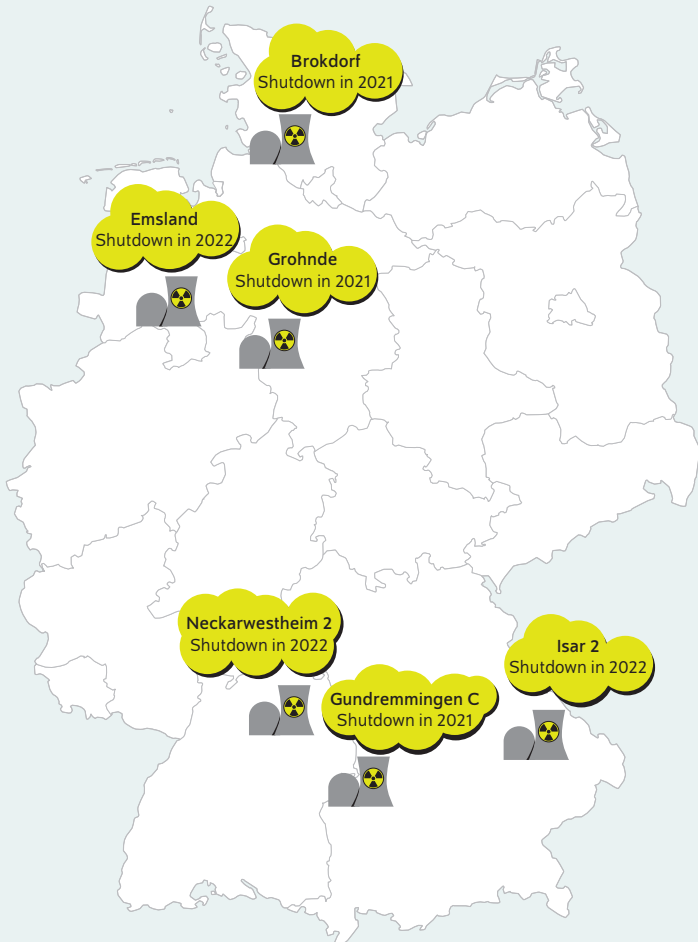 Brokdorf
Shutdown in 2021
Emsland
Shutdown in 2022
Grohnde
Shutdown in 2021
Neckarwestheim 2
Shutdown in 2022
Isar 2
Shutdown in 2022
Gundremmingen C
Shutdown in 2021